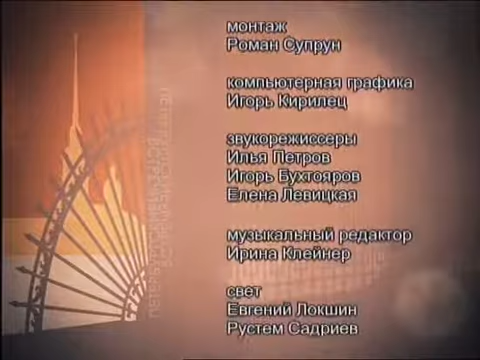 монтаж
Роман Супрун
компьютерная графика
Игорь Кирилец
звукорежиссеры
Илья Петров
Игорь Бухтояров
Елена Левицкая
музыкальный редактор
Ирина Клейнер
свет
Евгений Локшин
Рустем Садриев